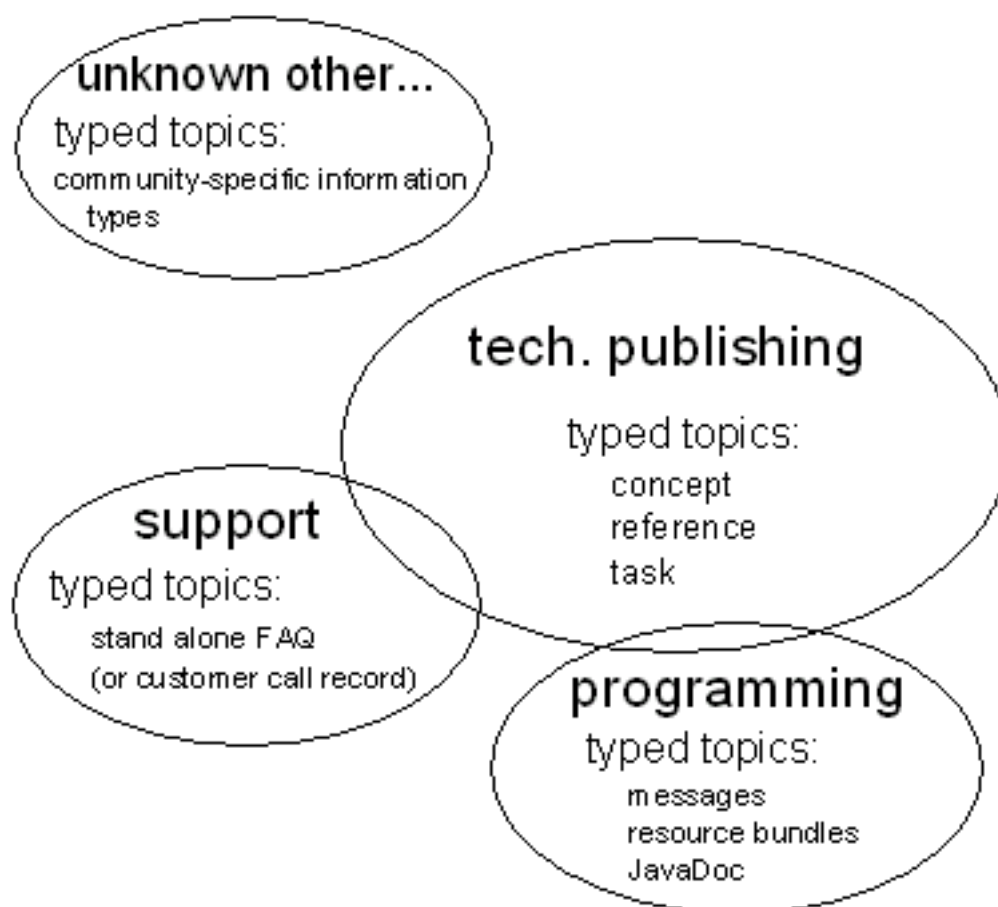 unknown other...
typed topics:
community-specific information
types
tech. publishing
typed topics:
concept
reference
task
support
typed topics:
stand alone FAQ
(or customer call record)
programming
typed topics:
messages
resource bundles
JavaDoc